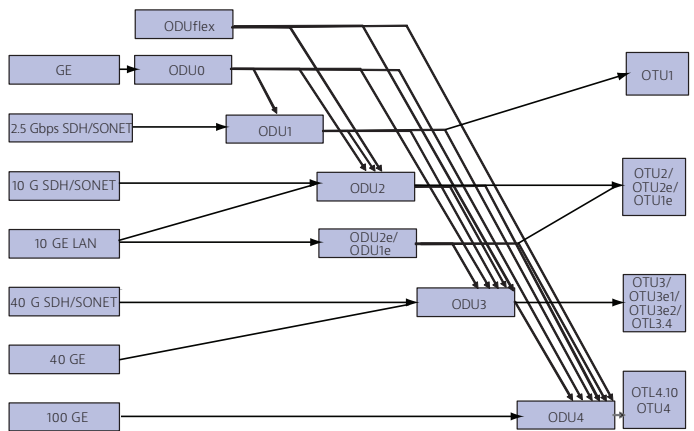 ODUflex
GE
ODU0
OTU1
2.5 Gbps SDH/SONET
ODU1
10 G SDH/SONET
ODU2
OTU2/
OTU2e/
OTU1e
10 GE LAN
ODU2e/
ODU1e
40 G SDH/SONET
ODU3
OTU3/
OTU3e1/
OTU3e2/
OTL3.4
40 GE
100 GE
ODU4
OTL4.10
OTU4